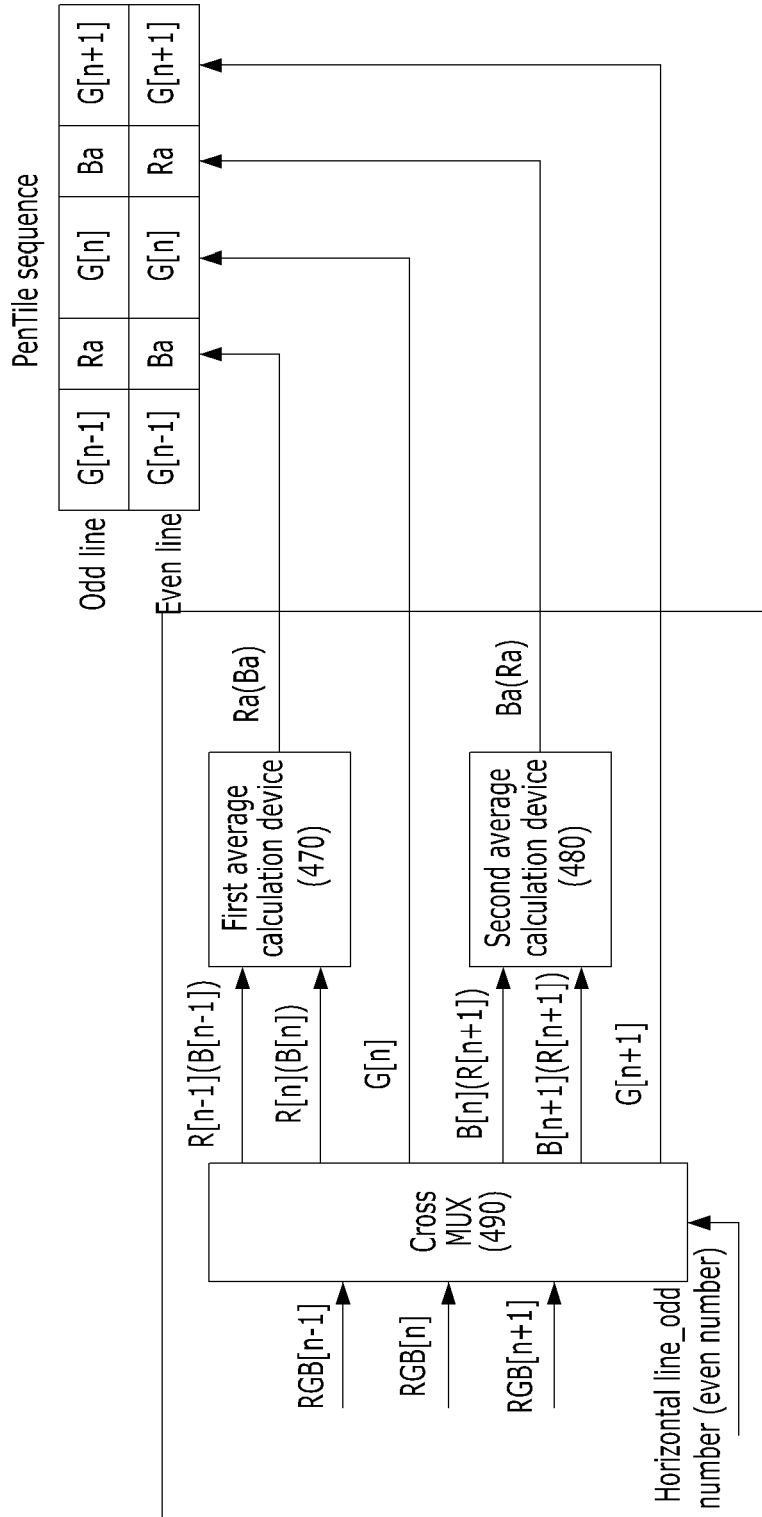 PenTile sequence
Odd line G[n-1] Ra G[n] Ba G[n+1]
Even line G[n-1] Ba G[n] Ra G[n+1]
RGB[n-1]
RGB[n]
RGB[n+1]
Horizontal line_odd
number (even number)
Cross
MUX
(490)
R[n-1](B[n-1])
R[n](B[n])
G[n]
B[n](R[n+1])
B[n+1](R[n+1])
G[n+1]
First average
calculation device
(470)
Second average
calculation device
(480)
Ra(Ba)
Ba(Ra)